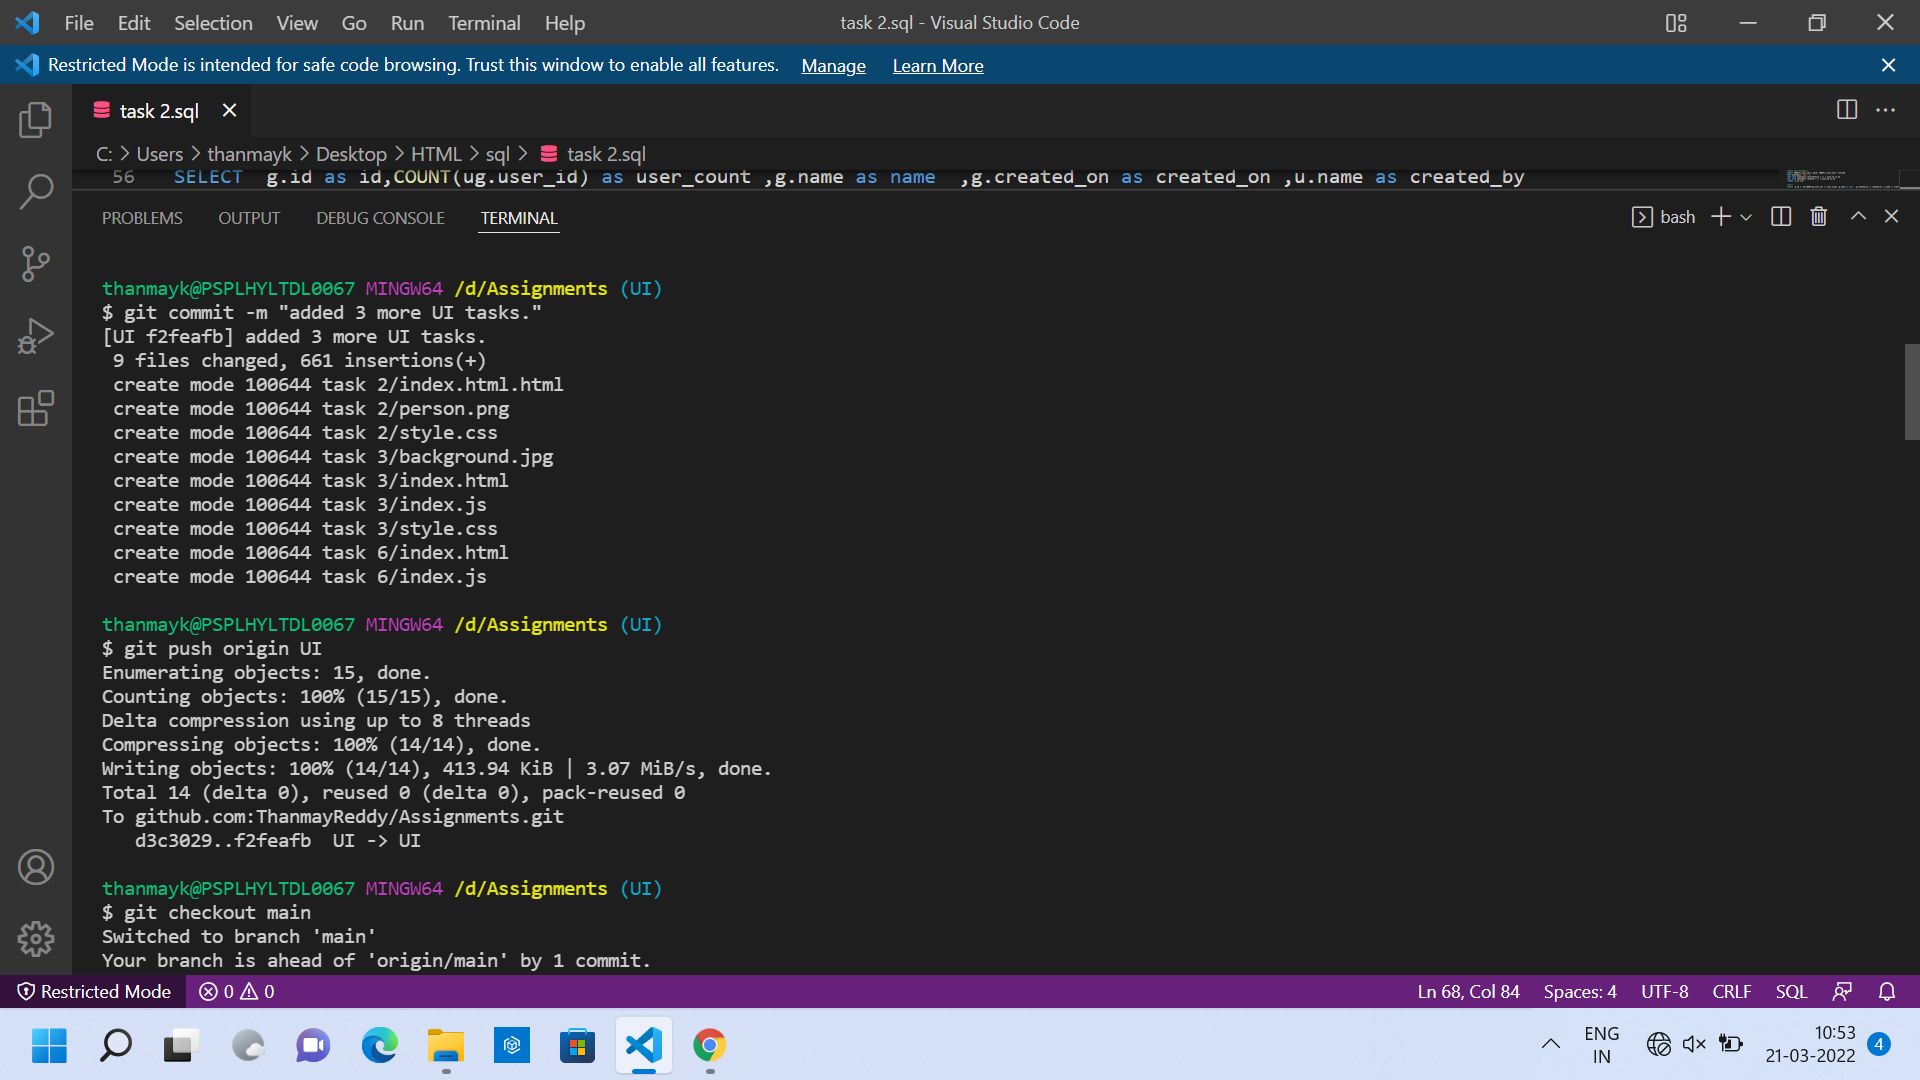 File Edit Selection View Go Run Terminal Help task 2.sql - Visual Studio Code
Restricted Mode is intended for safe code browsing. Trust this window to enable all features. Manage Learn More
task 2.sql
C: > Users > thanmayk > Desktop > HTML > sql > task 2.sql
56 SELECT g.id as id,COUNT(ug.user_id) as user_count ,g.name as name ,g.created_on as created_on ,u.name as created_by
PROBLEMS OUTPUT DEBUG CONSOLE TERMINAL bash
thanmayk@PSPLHYLTDL0067 MINGW64 /d/Assignments (UI)
$ git commit -m "added 3 more UI tasks."
[UI f2feafb] added 3 more UI tasks.
9 files changed, 661 insertions(+)
create mode 100644 task 2/index.html.html
create mode 100644 task 2/person.png
create mode 100644 task 2/style.css
create mode 100644 task 3/background.jpg
create mode 100644 task 3/index.html
create mode 100644 task 3/index.js
create mode 100644 task 3/style.css
create mode 100644 task 6/index.html
create mode 100644 task 6/index.js
thanmayk@PSPLHYLTDL0067 MINGW64 /d/Assignments (UI)
$ git push origin UI
Enumerating objects: 15, done.
Counting objects: 100% (15/15), done.
Delta compression using up to 8 threads
Compressing objects: 100% (14/14), done.
Writing objects: 100% (14/14), 413.94 KiB | 3.07 MiB/s, done.
Total 14 (delta 0), reused 0 (delta 0), pack-reused 0
To github.com:ThanmayReddy/Assignments.git
d3c3029..f2feafb  UI -> UI
thanmayk@PSPLHYLTDL0067 MINGW64 /d/Assignments (UI)
$ git checkout main
Switched to branch 'main'
Your branch is ahead of 'origin/main' by 1 commit.
Restricted Mode 0 0 Ln 68, Col 84 Spaces: 4 UTF-8 CRLF SQL
ENG 10:53
IN 21-03-2022 4